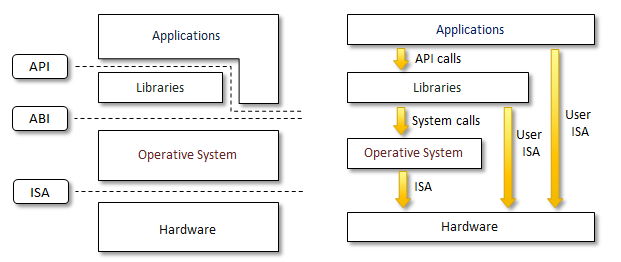 Applications
API
Libraries
ABI
Operative System
ISA
Hardware
Applications
API calls
Libraries
System calls
User
ISA
User
ISA
Operative System
ISA
Hardware